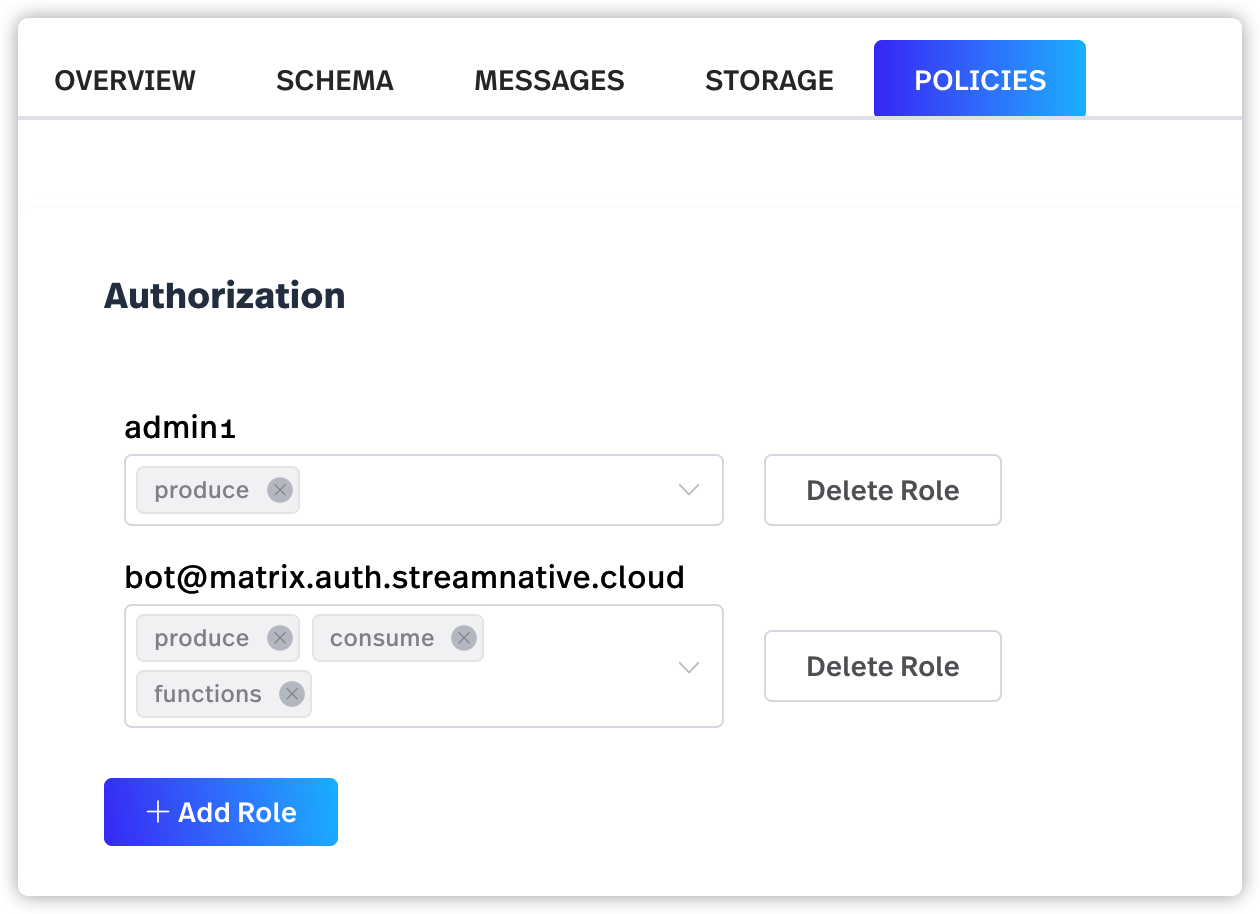 OVERVIEW SCHEMA MESSAGES STORAGE POLICIES
Authorization
admin1
produce Delete Role
bot@matrix.auth.streamnative.cloud
produce consume
functions Delete Role
+ Add Role